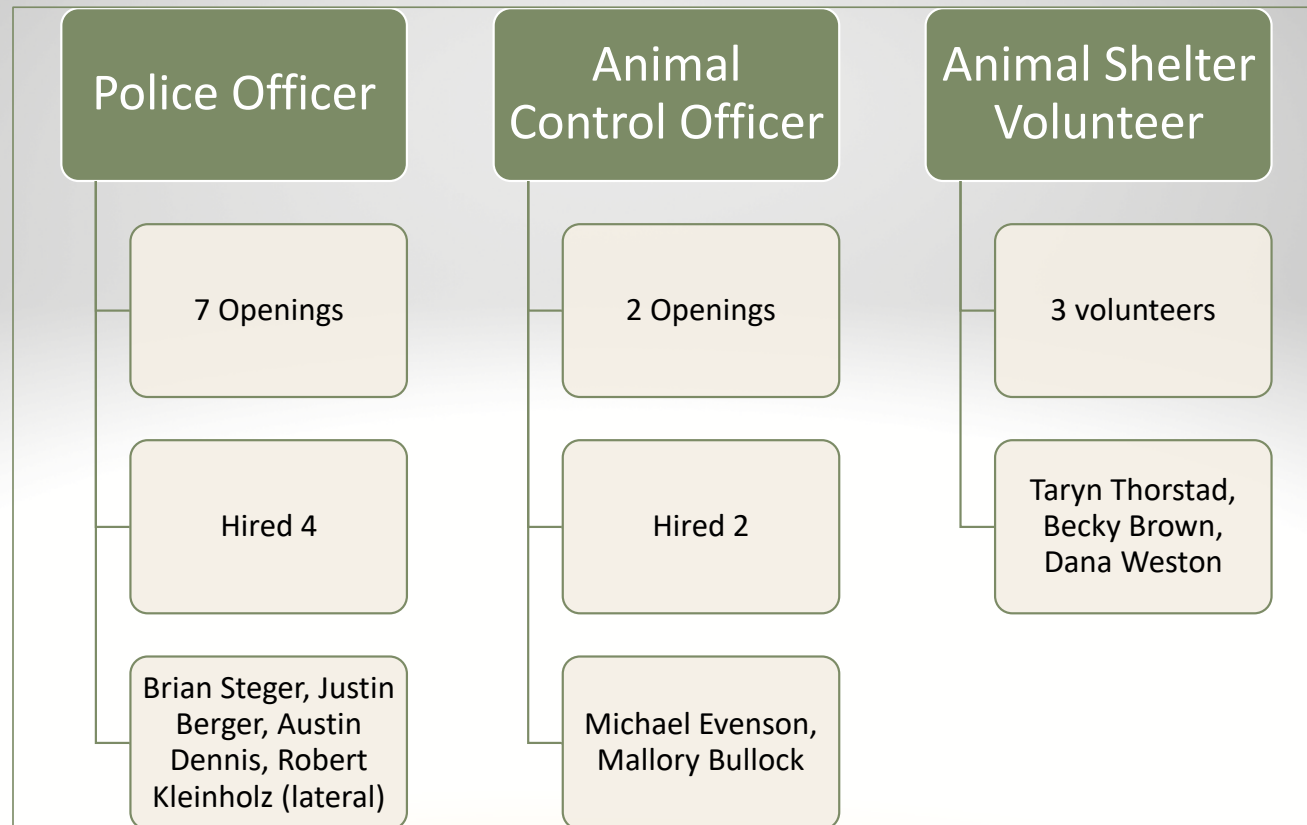 Police Officer
7 Openings
Hired 4
Brian Steger, Justin
Berger, Austin
Dennis, Robert
Kleinholz (lateral)
Animal
Control Officer
2 Openings
Hired 2
Michael Evenson,
Mallory Bullock
Animal Shelter
Volunteer
3 volunteers
Taryn Thorstad,
Becky Brown,
Dana Weston